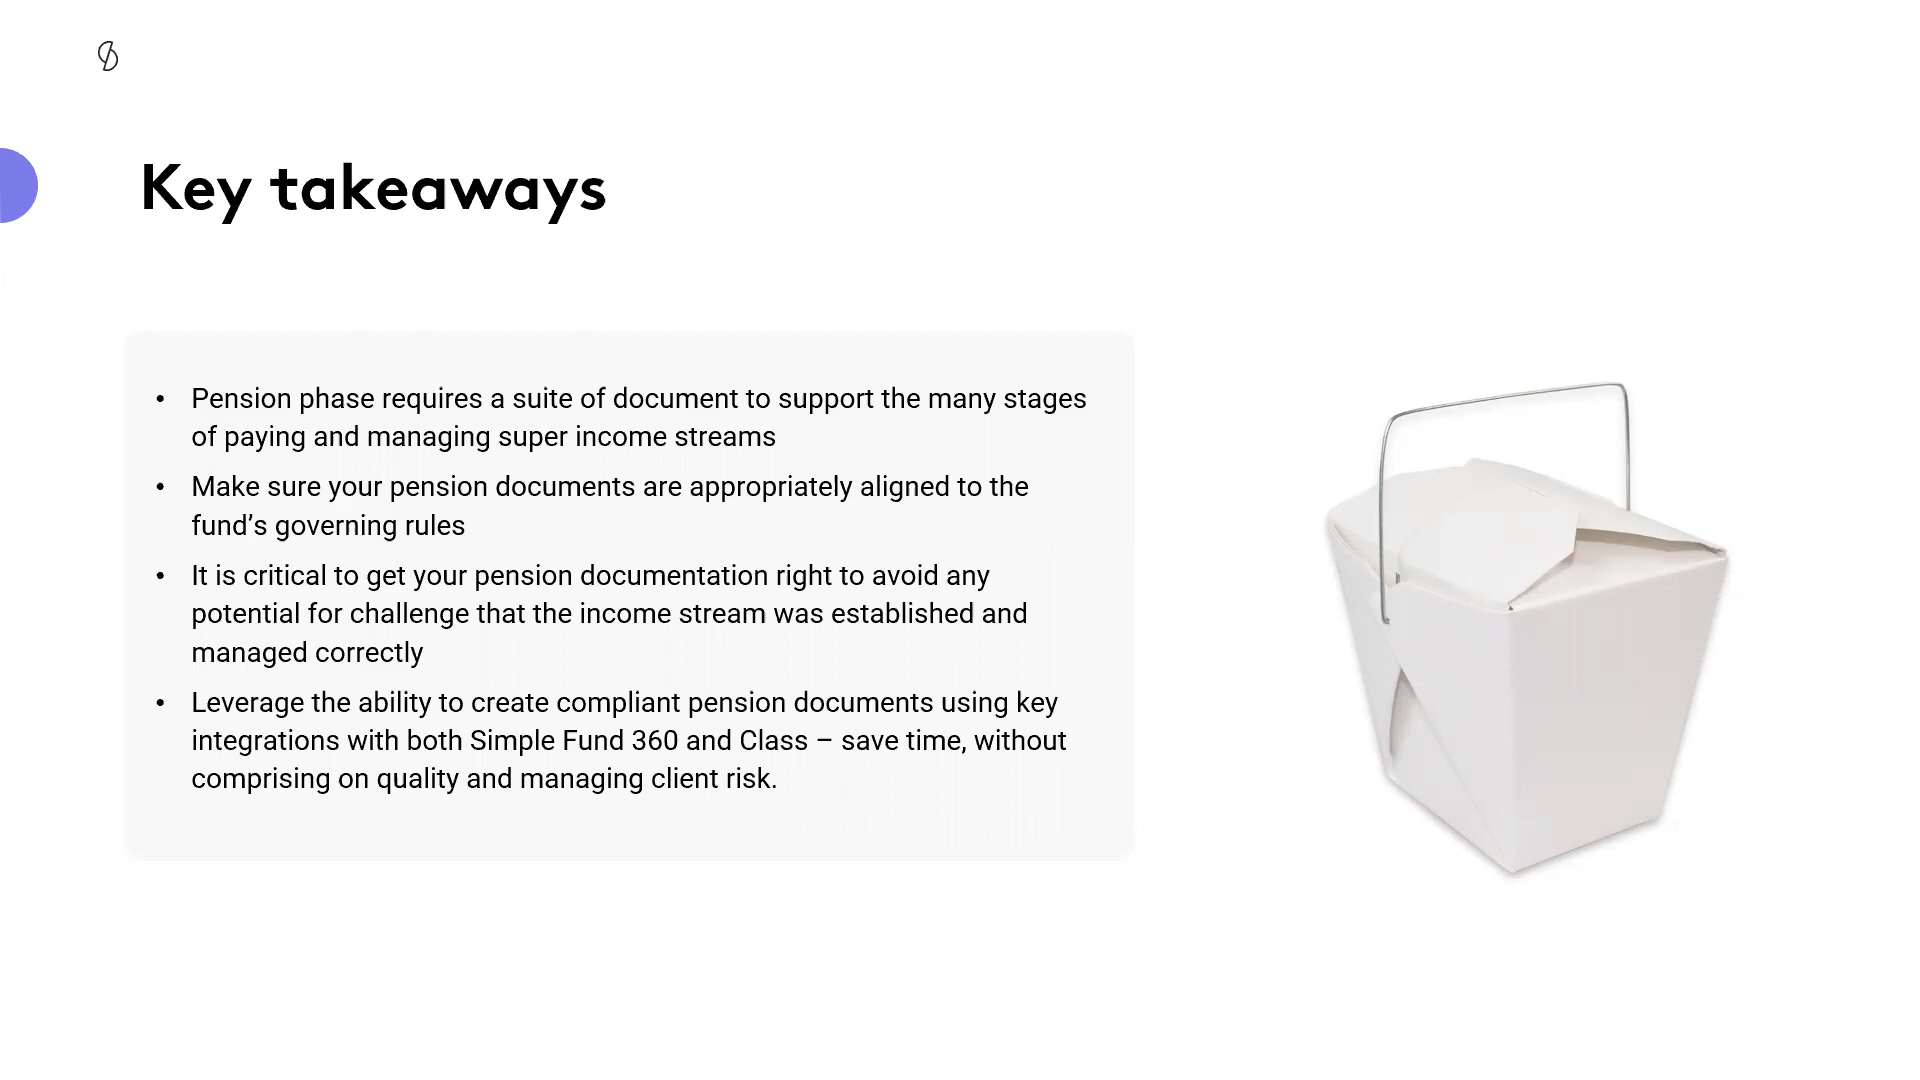 Key takeaways
• Pension phase requires a suite of document to support the many stages
of paying and managing super income streams
• Make sure your pension documents are appropriately aligned to the
fund’s governing rules
• It is critical to get your pension documentation right to avoid any
potential for challenge that the income stream was established and
managed correctly
• Leverage the ability to create compliant pension documents using key
integrations with both Simple Fund 360 and Class – save time, without
comprising on quality and managing client risk.